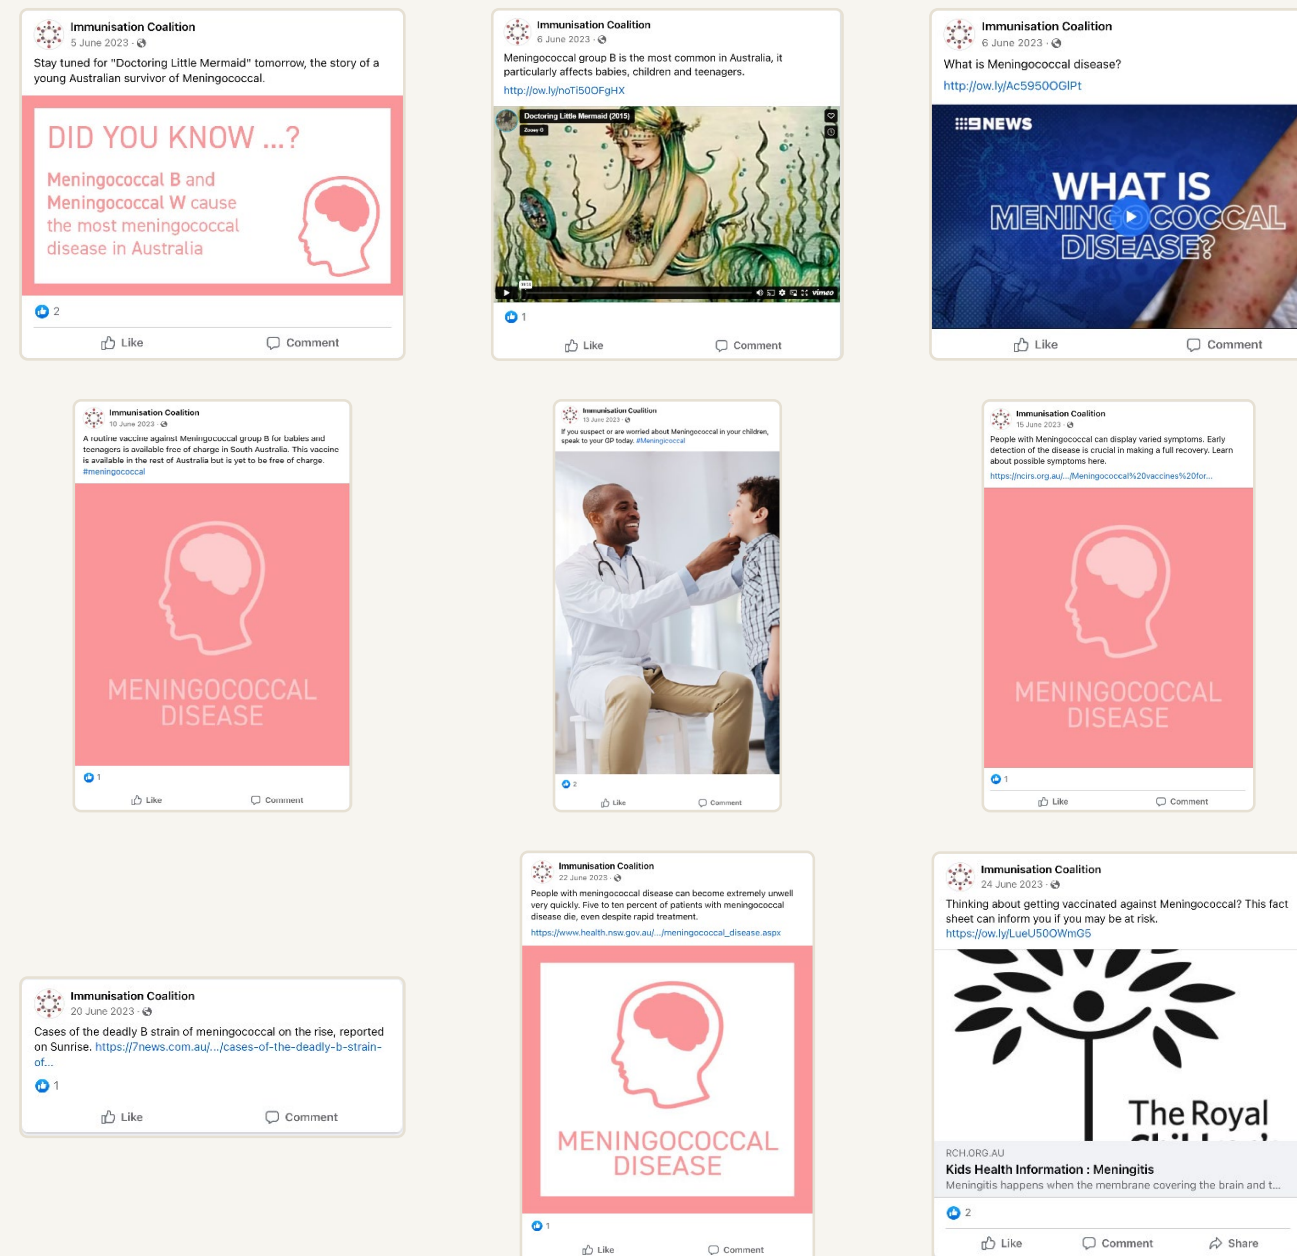 Immunisation Coalition
5 June 2023 ·
Stay tuned for "Doctoring Little Mermaid" tomorrow, the story of a
young Australian survivor of Meningococcal.
DID YOU KNOW ...?
Meningococcal B and
Meningococcal W cause
the most meningococcal
disease in Australia
2
Like
Comment
Immunisation Coalition
6 June 2023 ·
Meningococcal group B is the most common in Australia, it
particularly affects babies, children and teenagers.
http://ow.ly/noTi50OFgHX
Doctoring Little Mermaid (2015)
Zooey G
vimeo
1
Like
Comment
Immunisation Coalition
6 June 2023 ·
What is Meningococcal disease?
http://ow.ly/Ac5950OGlPt
9NEWS
WHAT IS
MENINGOCOCCAL
DISEASE?
Like
Comment
Immunisation Coalition
10 June 2023 ·
A routine vaccine against Meningococcal group B for babies and
teenagers is available free of charge in South Australia. This vaccine
is available in the rest of Australia but is yet to be free of charge.
#meningococcal
MENINGOCOCCAL
DISEASE
1
Like
Comment
Immunisation Coalition
13 June 2023 ·
If you suspect or are worried about Meningococcal in your children,
speak to your GP today. #Meningicoccal
2
Like
Comment
Immunisation Coalition
15 June 2023 ·
People with Meningococcal can display varied symptoms. Early
detection of the disease is crucial in making a full recovery. Learn
about possible symptoms here.
https://ncirs.org.au/.../Meningococcal%20vaccines%20for...
MENINGOCOCCAL
DISEASE
1
Like
Comment
Immunisation Coalition
20 June 2023 ·
Cases of the deadly B strain of meningococcal on the rise, reported
on Sunrise. https://7news.com.au/.../cases-of-the-deadly-b-strain-
of...
1
Like
Comment
Immunisation Coalition
22 June 2023 ·
People with meningococcal disease can become extremely unwell
very quickly. Five to ten percent of patients with meningococcal
disease die, even despite rapid treatment.
https://www.health.nsw.gov.au/.../meningococcal_disease.aspx
MENINGOCOCCAL
DISEASE
1
Like
Comment
Immunisation Coalition
24 June 2023 ·
Thinking about getting vaccinated against Meningococcal? This fact
sheet can inform you if you may be at risk.
https://ow.ly/LueU50OWmG5
The Royal
Children's
RCH.ORG.AU
Kids Health Information : Meningitis
Meningitis happens when the membrane covering the brain and t...
2
Like
Comment
Share